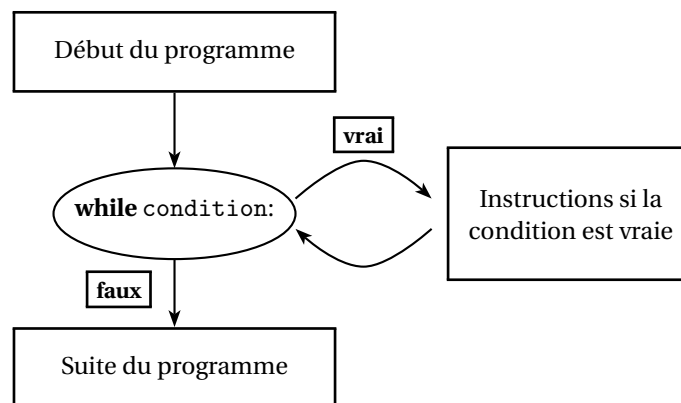 Début du programme
vrai
while condition:
Instructions si la
condition est vraie
faux
Suite du programme